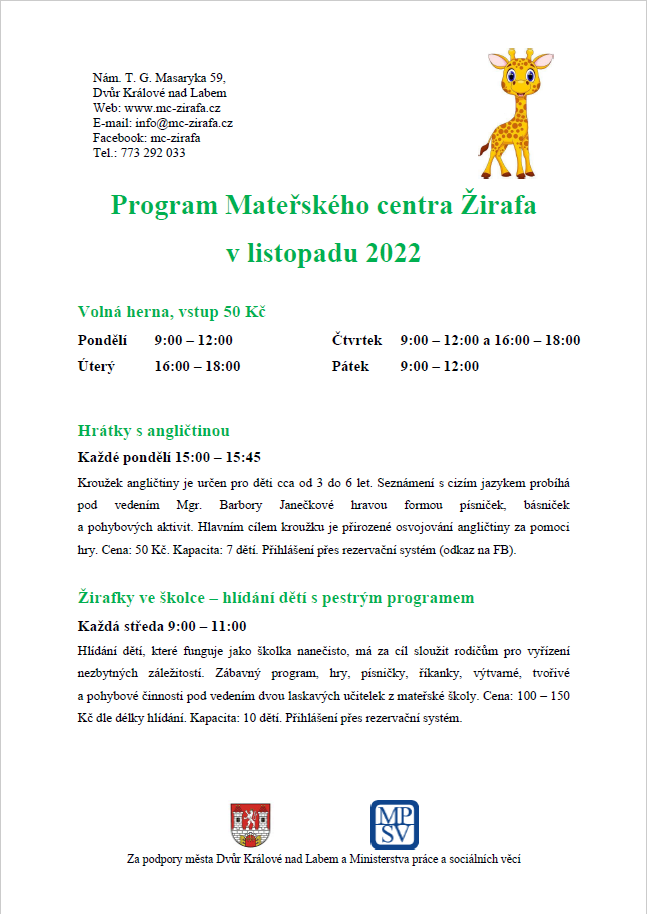 Nám. T. G. Masaryka 59,
Dvůr Králové nad Labem
Web: www.mc-zirafa.cz
E-mail: info@mc-zirafa.cz
Facebook: mc-zirafa
Tel.: 773 292 033
Program Mateřského centra Žirafa
v listopadu 2022
Volná herna, vstup 50 Kč
Pondělí 9:00 – 12:00 Čtvrtek 9:00 – 12:00 a 16:00 – 18:00
Úterý 16:00 – 18:00 Pátek 9:00 – 12:00
Hrátky s angličtinou
Každé pondělí 15:00 – 15:45
Kroužek angličtiny je určen pro děti cca od 3 do 6 let. Seznámení s cizím jazykem probíhá
pod vedením Mgr. Barbory Janečkové hravou formou písniček, básniček
a pohybových aktivit. Hlavním cílem kroužku je přirozené osvojování angličtiny za pomoci
hry. Cena: 50 Kč. Kapacita: 7 dětí. Přihlášení přes rezervační systém (odkaz na FB).
Žirafky ve školce – hlídání dětí s pestrým programem
Každá středa 9:00 – 11:00
Hlídání dětí, které funguje jako školka nanečisto, má za cíl sloužit rodičům pro vyřízení
nezbytných záležitostí. Zábavný program, hry, písničky, říkanky, výtvarné, tvořivé
a pohybové činnosti pod vedením dvou laskavých učitelek z mateřské školy. Cena: 100 – 150
Kč dle délky hlídání. Kapacita: 10 dětí. Přihlášení přes rezervační systém.
MP
SV
Za podpory města Dvůr Králové nad Labem a Ministerstva práce a sociálních věcí